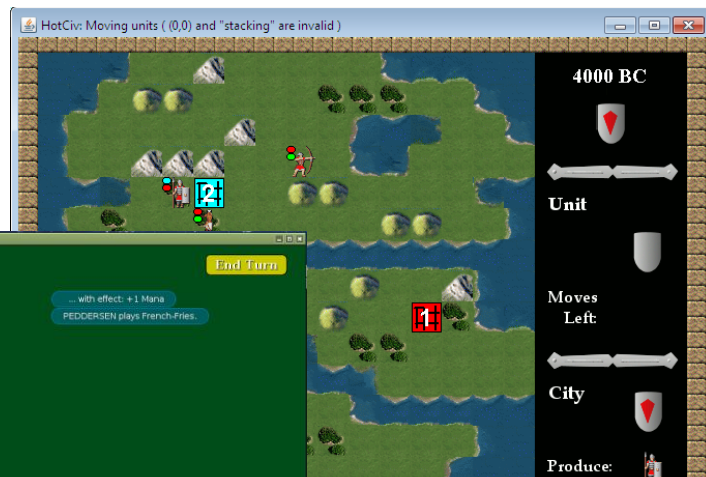 HotCiv: Moving units ( (0,0) and "stacking" are invalid )
4000 BC
Unit
Moves
Left:
City
Produce:
2
1
End Turn
... with effect: +1 Mana
PEDDERSEN plays French-Fries.